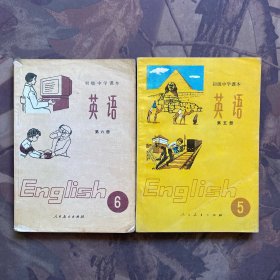 初级中学课本
英语
第六册
English
6
人民教育出版社
初级中学课本
英语
第五册
English
5
人民教育出版社